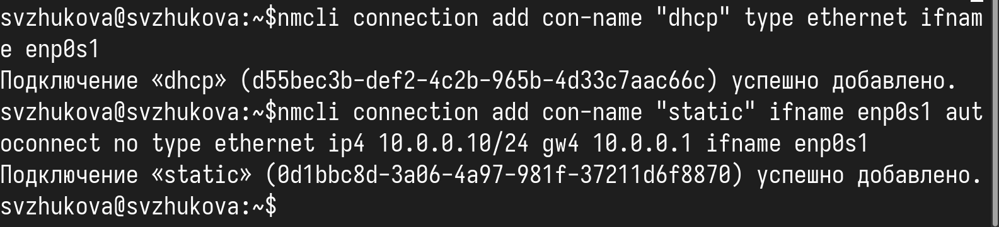 svzhukova@svzhukova:~$nmcli connection add con-name "dhcp" type ethernet ifnam
e enp0s1
Подключение «dhcp» (d55bec3b-def2-4c2b-965b-4d33c7aac66c) успешно добавлено.
svzhukova@svzhukova:~$nmcli connection add con-name "static" ifname enp0s1 aut
oconnect no type ethernet ip4 10.0.0.10/24 gw4 10.0.0.1 ifname enp0s1
Подключение «static» (0d1bbc8d-3a06-4a97-981f-37211d6f8870) успешно добавлено.
svzhukova@svzhukova:~$